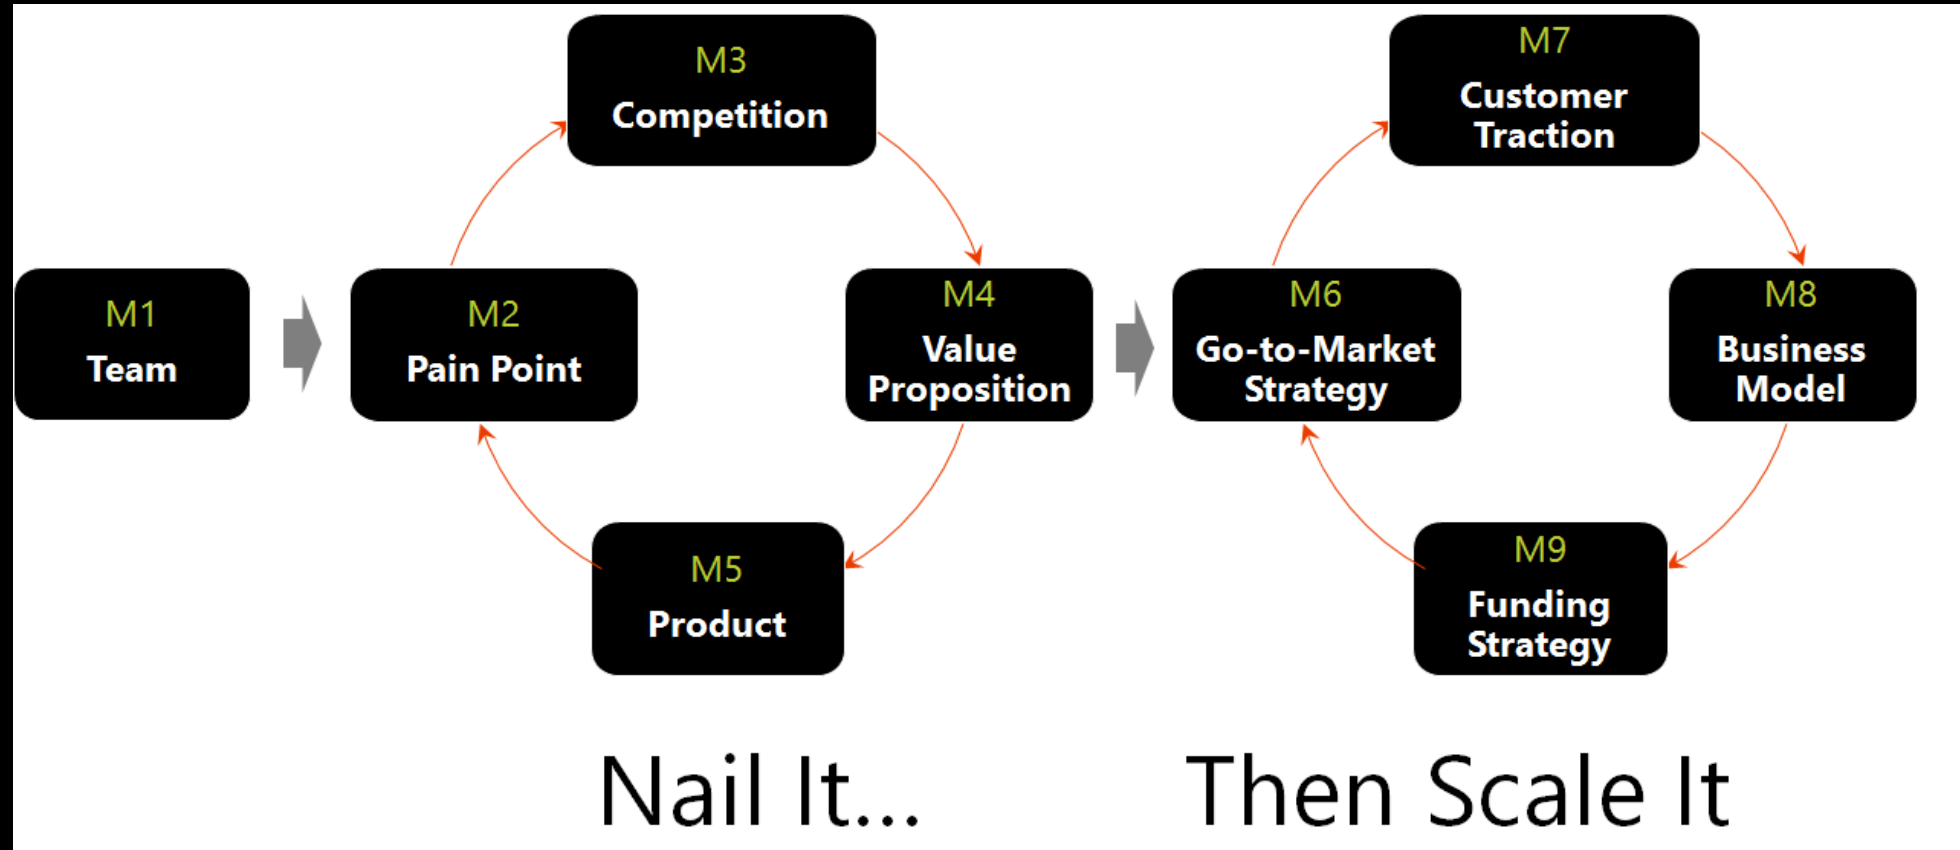 M1
Team
M2
Pain Point
M3
Competition
M4
Value
Proposition
M5
Product
M6
Go-to-Market
Strategy
M7
Customer
Traction
M8
Business
Model
M9
Funding
Strategy
Nail It...
Then Scale It